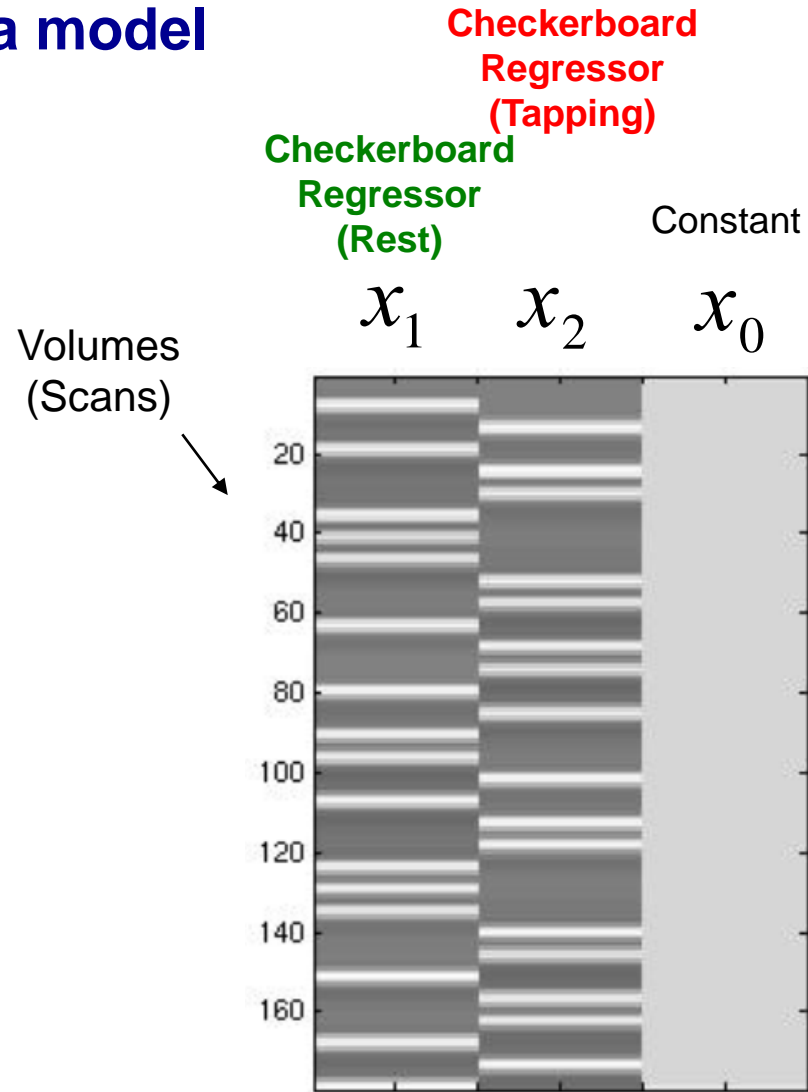 a model
Checkerboard
Regressor
(Tapping)
Checkerboard
Regressor
(Rest)
Constant
x₁ x₂ x₀
Volumes
(Scans)
20
40
60
80
100
120
140
160